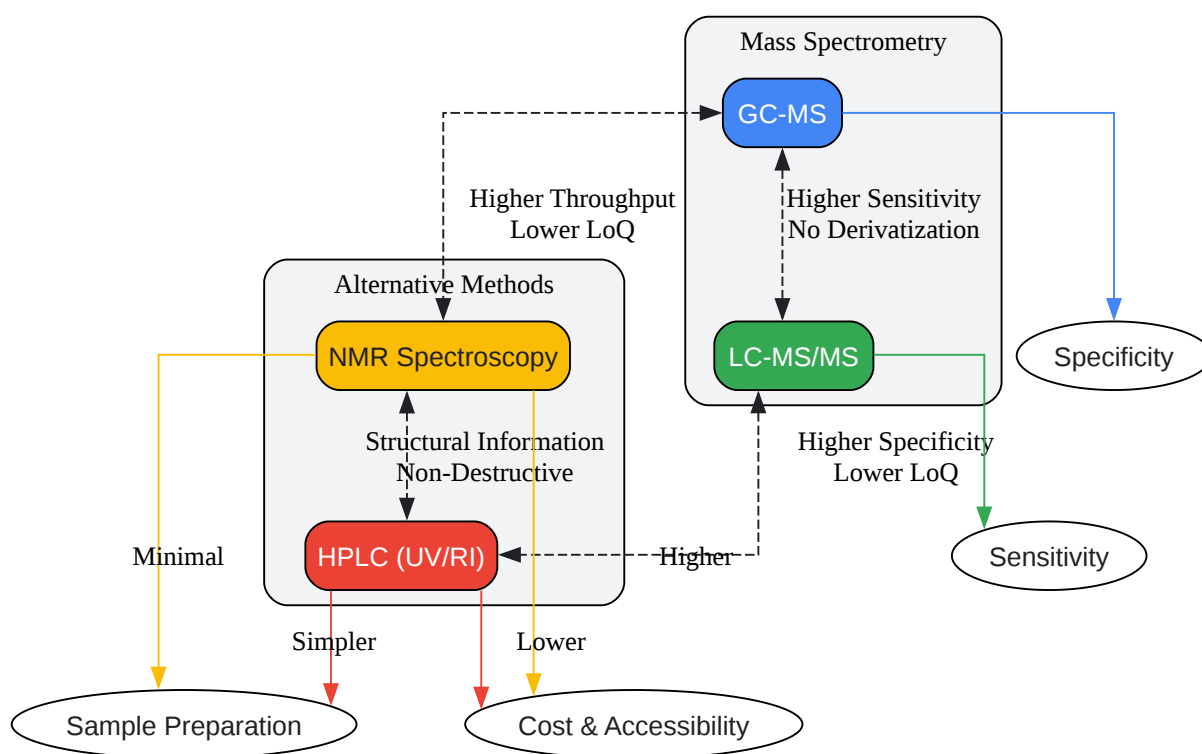 Mass Spectrometry
GC-MS
Higher Throughput
Lower LoQ
Higher Sensitivity
No Derivatization
Alternative Methods
NMR Spectroscopy
LC-MS/MS
Specificity
Structural Information
Non-Destructive
Higher Specificity
Lower LoQ
HPLC (UV/RI)
Minimal
Higher
Sensitivity
Simpler
Lower
Sample Preparation
Cost & Accessibility